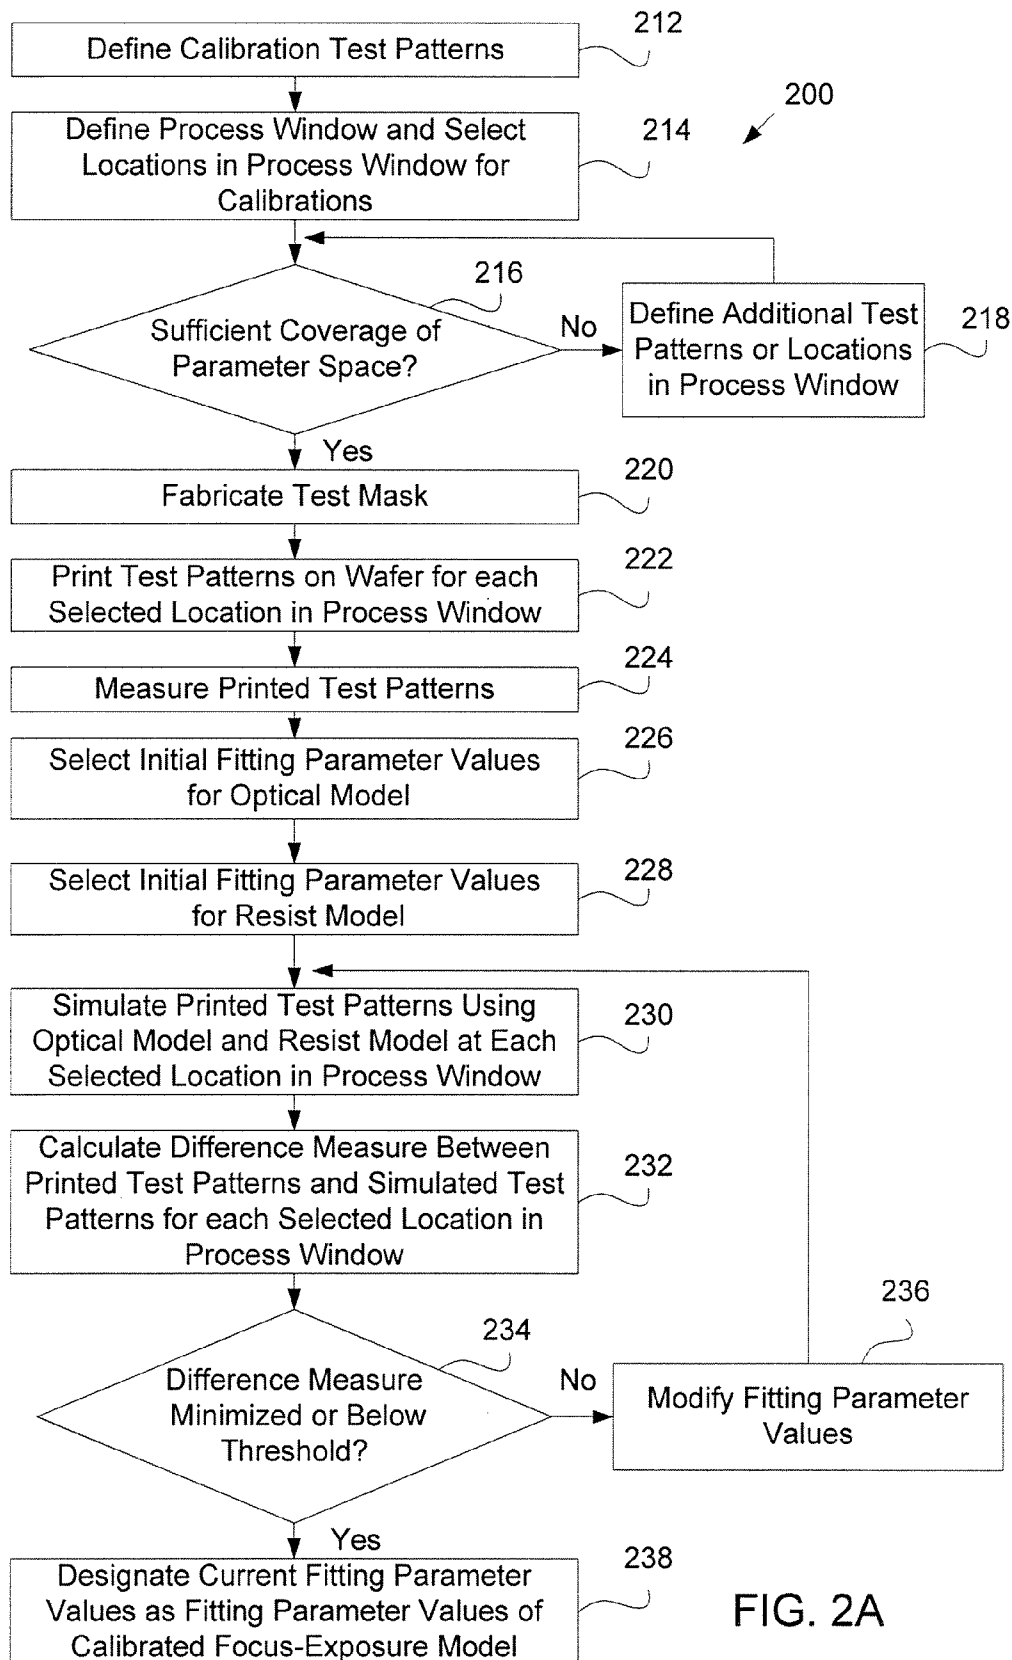 212
Define Calibration Test Patterns
200
Define Process Window and Select
Locations in Process Window for
Calibrations
214
216
Sufficient Coverage of
Parameter Space?
No
Define Additional Test
Patterns or Locations
in Process Window
218
Yes
220
Fabricate Test Mask
222
Print Test Patterns on Wafer for each
Selected Location in Process Window
224
Measure Printed Test Patterns
226
Select Initial Fitting Parameter Values
for Optical Model
228
Select Initial Fitting Parameter Values
for Resist Model
Simulate Printed Test Patterns Using
Optical Model and Resist Model at Each
Selected Location in Process Window
230
Calculate Difference Measure Between
Printed Test Patterns and Simulated Test
Patterns for each Selected Location in
Process Window
232
234
Difference Measure
Minimized or Below
Threshold?
No
236
Modify Fitting Parameter
Values
Yes
238
Designate Current Fitting Parameter
Values as Fitting Parameter Values of
Calibrated Focus-Exposure Model
FIG. 2A